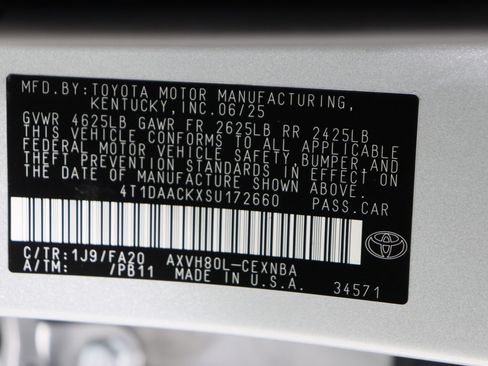 MFD.BY:TOYOTA MOTOR MANUFACTURING,
KENTUCKY, INC.06/25
GVWR 4625LB GAWR FR 2625LB RR 2425LB
THIS VEHICLE CONFORMS TO ALL APPLICABLE
FEDERAL MOTOR VEHICLE SAFETY,BUMPER,AND
THEFT PREVENTION STANDARDS IN EFFECT ON
THE DATE OF MANUFACTURE SHOWN ABOVE.
4T1DAACKXSU172660 PASS.CAR
C/TR:1J9/FA20 AXVH80L-CEXNBA
A/TM: /PB11 MADE IN U.S.A.
34571